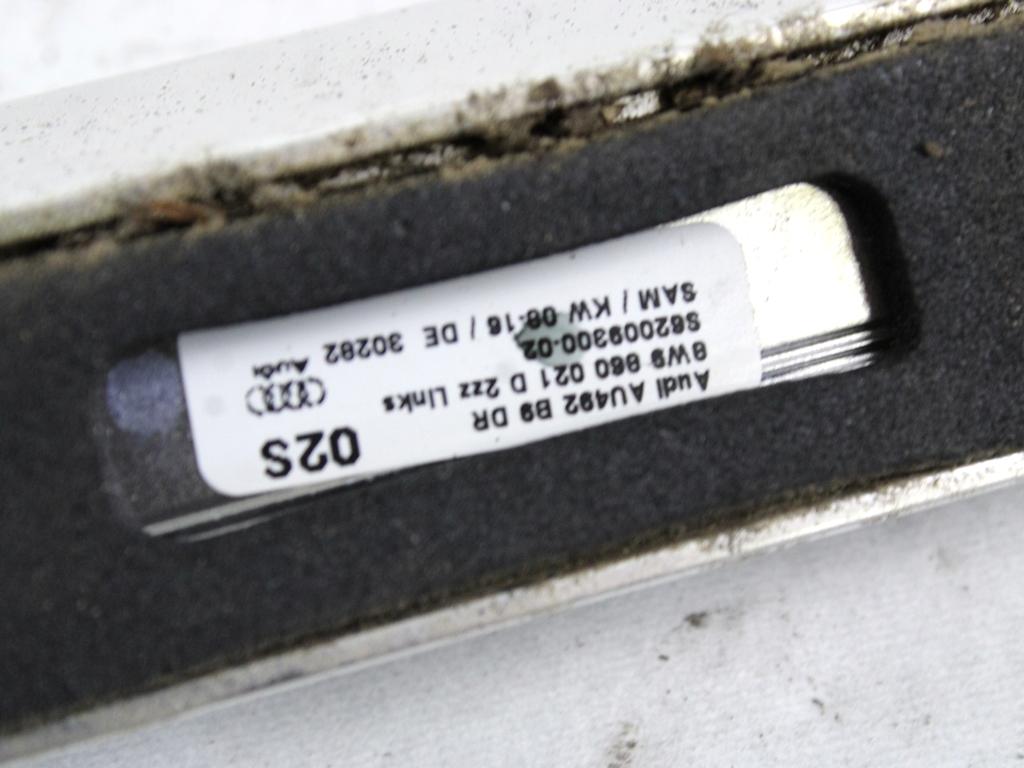 Audi AU492 B9 DR
8W9 860 021 D 2zz Links
S62009300-02
SAM / KW 08-16 / DE 30282
02S
Audi